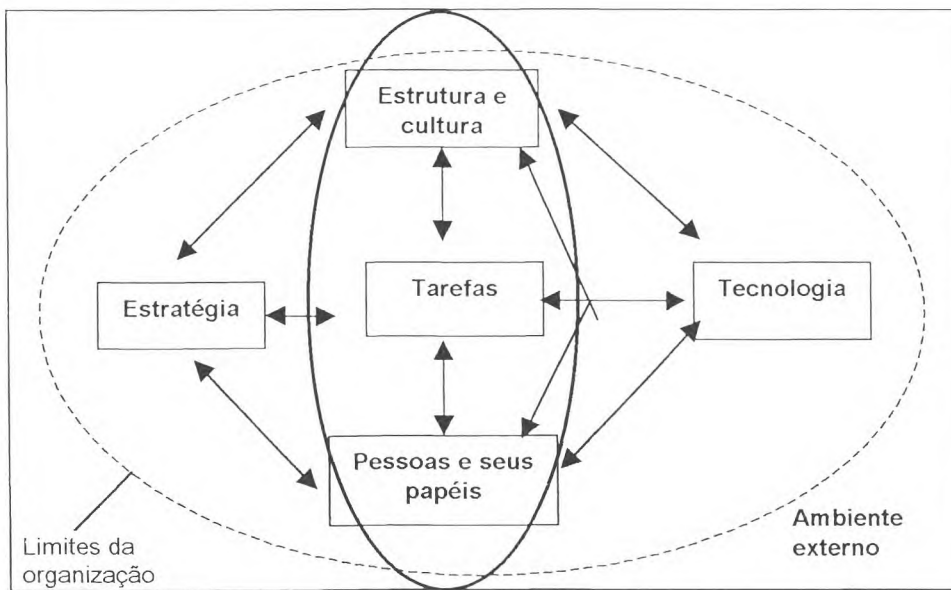 Estrutura e
cultura
Estratégia
Tarefas
Tecnologia
Pessoas e seus
papéis
Limites da
organização
Ambiente
externo